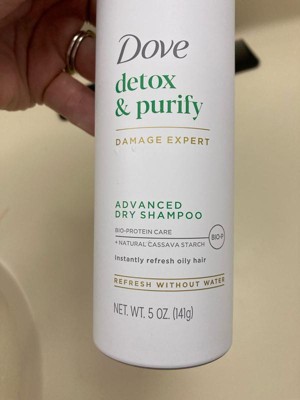 Dove
detox
& purify
DAMAGE EXPERT
ADVANCED
DRY SHAMPOO
BIO-PROTEIN CARE
+ NATURAL CASSAVA STARCH
BIO-P
Instantly refresh oily hair
REFRESH WITHOUT WATER
NET. WT. 5 OZ. (141g)